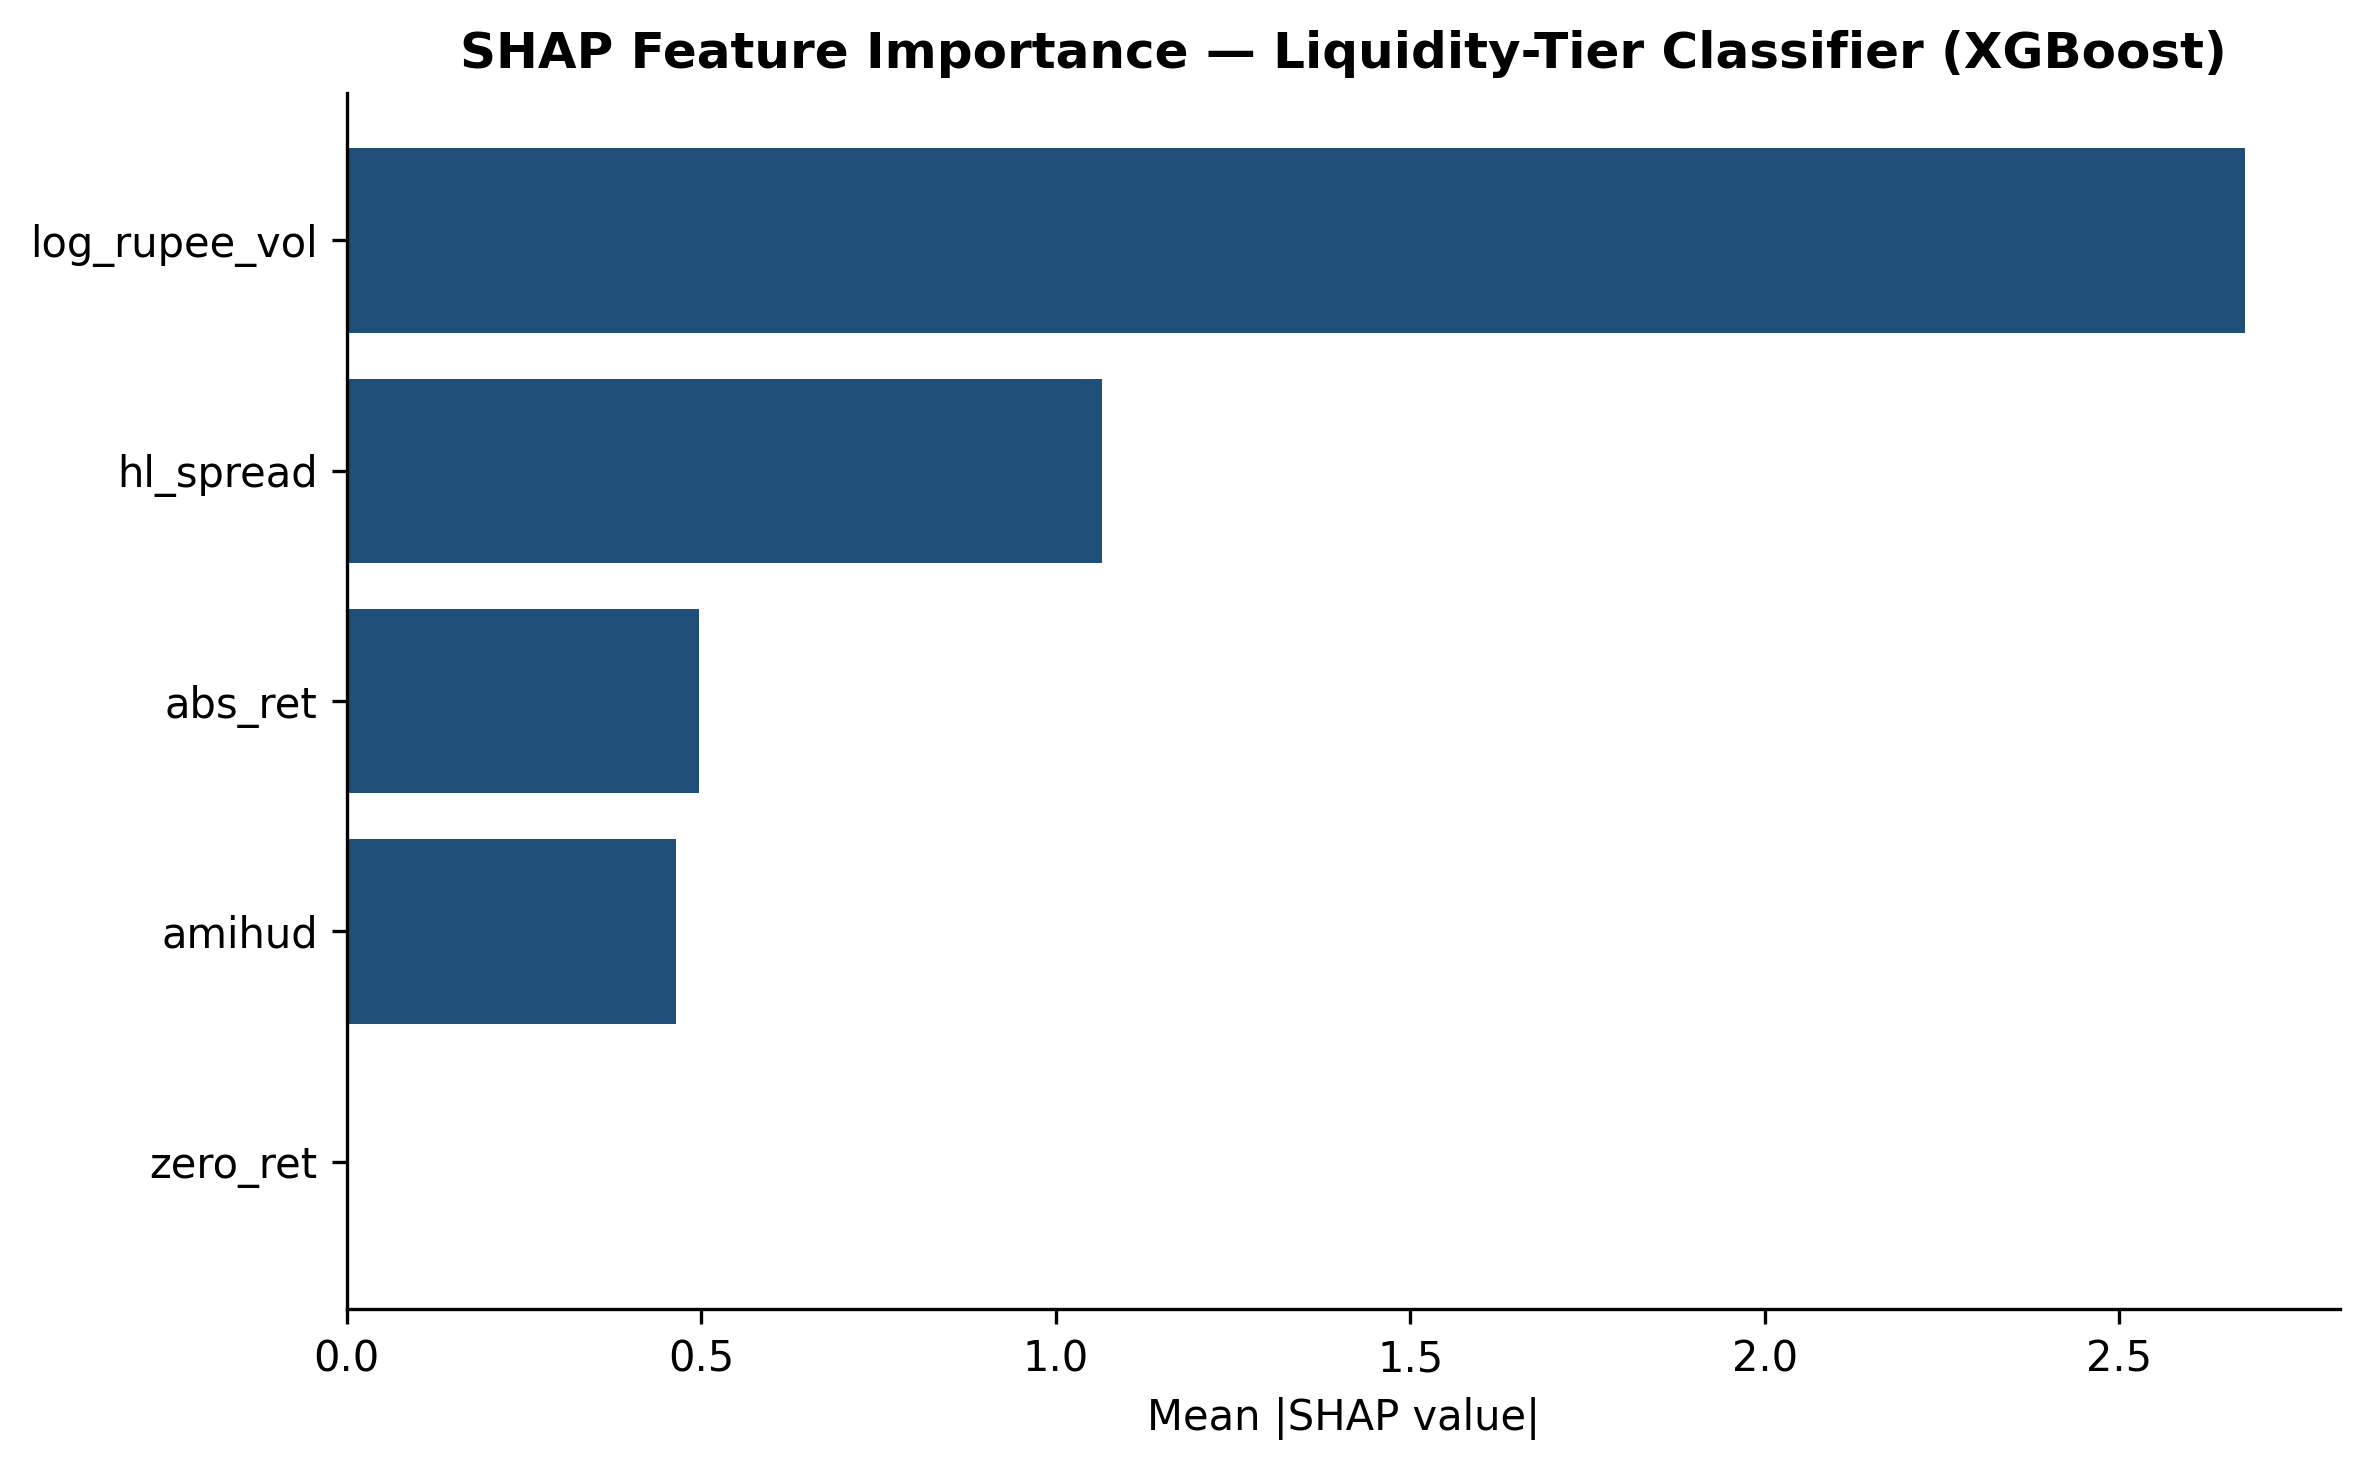 SHAP Feature Importance — Liquidity-Tier Classifier (XGBoost)
log_rupee_vol
hl_spread
abs_ret
amihud
zero_ret
0.0 0.5 1.0 1.5 2.0 2.5
Mean |SHAP value|